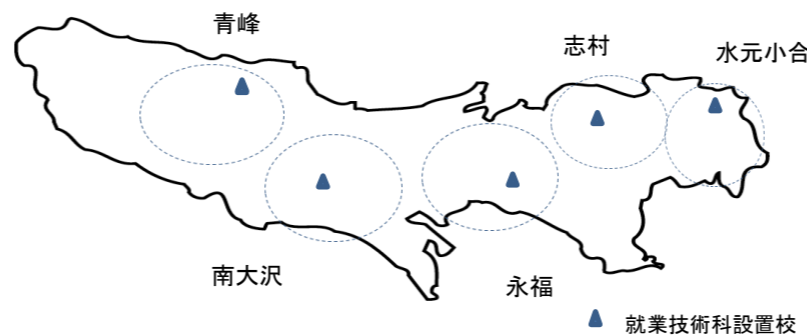 青峰
志村
水元小合
南大沢
永福
就業技術科設置校